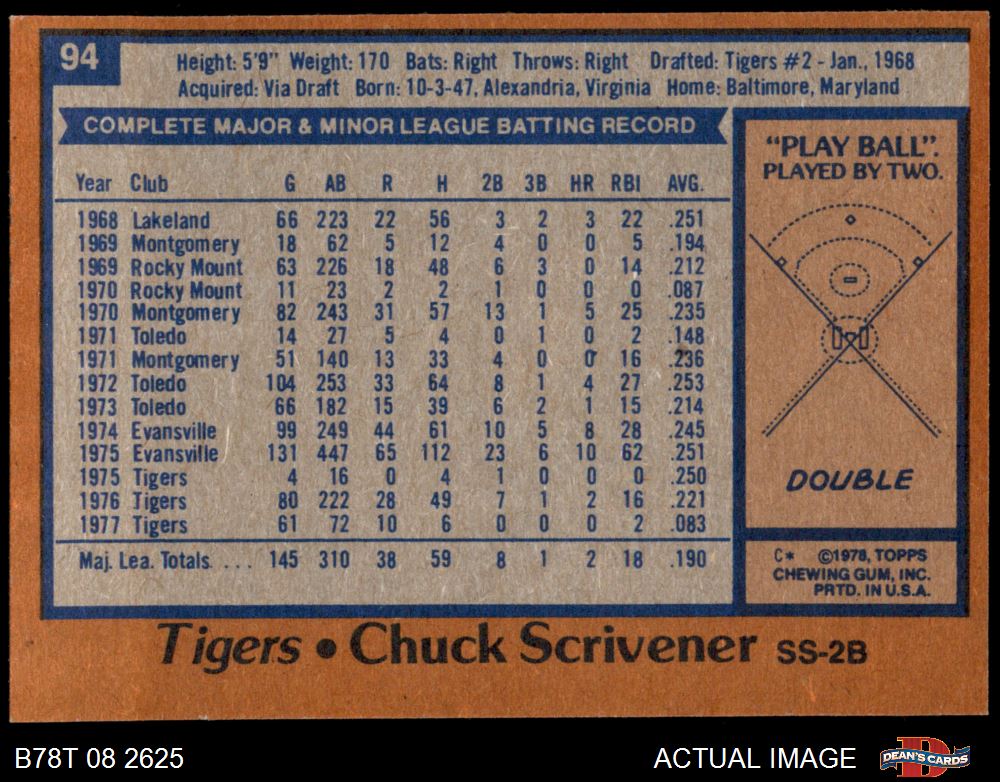 94
Height: 5'9" Weight: 170 Bats: Right Throws: Right Drafted: Tigers #2 - Jan., 1968
Acquired: Via Draft Born: 10-3-47, Alexandria, Virginia Home: Baltimore, Maryland
COMPLETE MAJOR & MINOR LEAGUE BATTING RECORD
Year Club G AB R H 2B 3B HR RBI AVG.
1968 Lakeland 66 223 22 56 3 2 3 22 .251
1969 Montgomery 18 62 5 12 4 0 0 5 .194
1969 Rocky Mount 63 226 18 48 6 3 0 14 .212
1970 Rocky Mount 11 23 2 2 1 0 0 0 .087
1970 Montgomery 82 243 31 57 13 1 5 25 .235
1971 Toledo 14 27 5 4 0 1 0 2 .148
1971 Montgomery 51 140 13 33 4 0 0 16 .236
1972 Toledo 104 253 33 64 8 1 4 27 .253
1973 Toledo 66 182 15 39 6 2 1 15 .214
1974 Evansville 99 249 44 61 10 5 8 28 .245
1975 Evansville 131 447 65 112 23 6 10 62 .251
1975 Tigers 4 16 0 4 1 0 0 0 .250
1976 Tigers 80 222 28 49 7 1 2 16 .221
1977 Tigers 61 72 10 6 0 0 0 2 .083
Maj. Lea. Totals. . . . 145 310 38 59 8 1 2 18 .190
"PLAY BALL".
PLAYED BY TWO.
DOUBLE
C* ©1978, TOPPS
CHEWING GUM, INC.
PRTD. IN U.S.A.
Tigers • Chuck Scrivener SS-2B
B78T 08 2625
ACTUAL IMAGE
DEAN'S CARDS